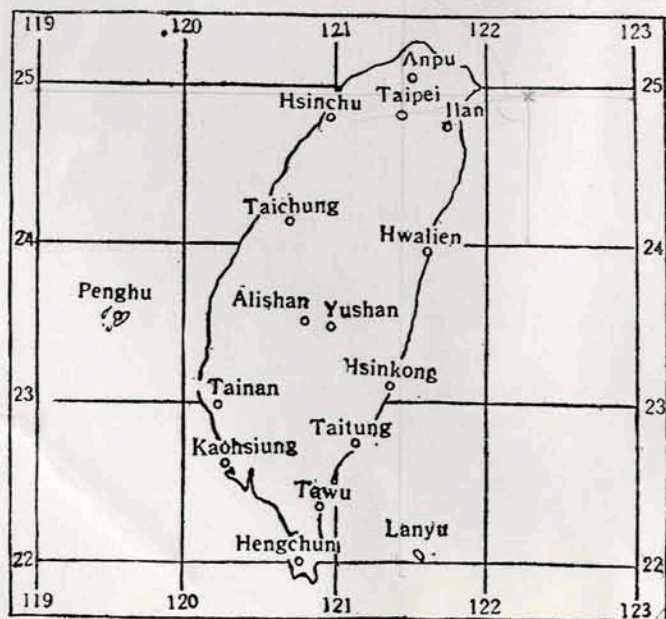 119 120 121 122 123
Anpu
25 25
Hsinchu Taipei Ilan
Taichung
24 Hwalien 24
Penghu Alishan Yushan
Hsinkong
23 Tainan 23
Taitung
Kaohsiung
Tawu
Hengchun Lanyu
22 22
119 120 121 122 123